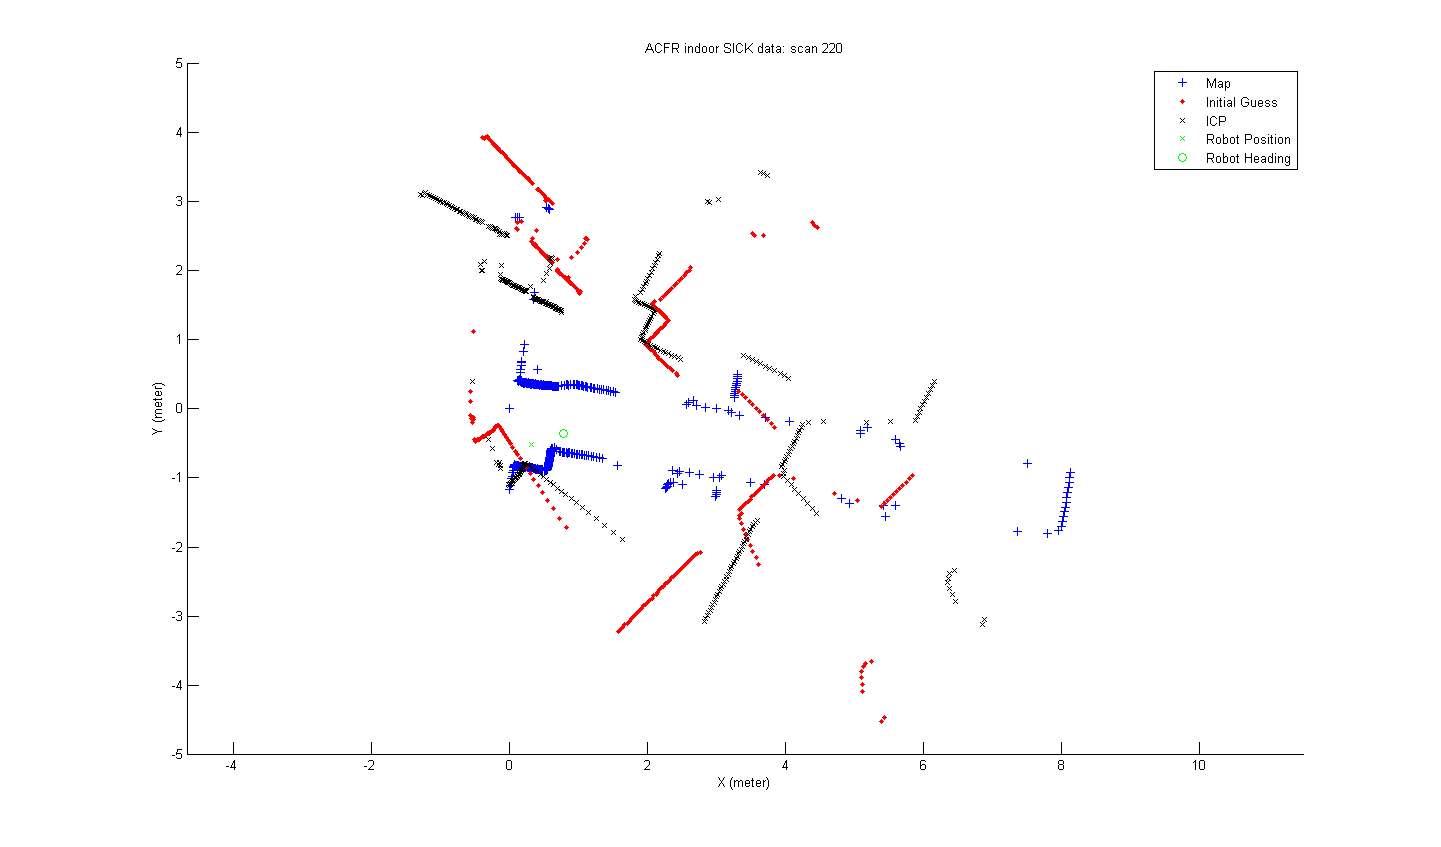 ACFR indoor SICK data: scan 220
Map
Initial Guess
ICP
Robot Position
Robot Heading
5
4
3
2
1
0
-1
-2
-3
-4
-5
Y (meter)
-4
-2
0
2
4
6
8
10
X (meter)